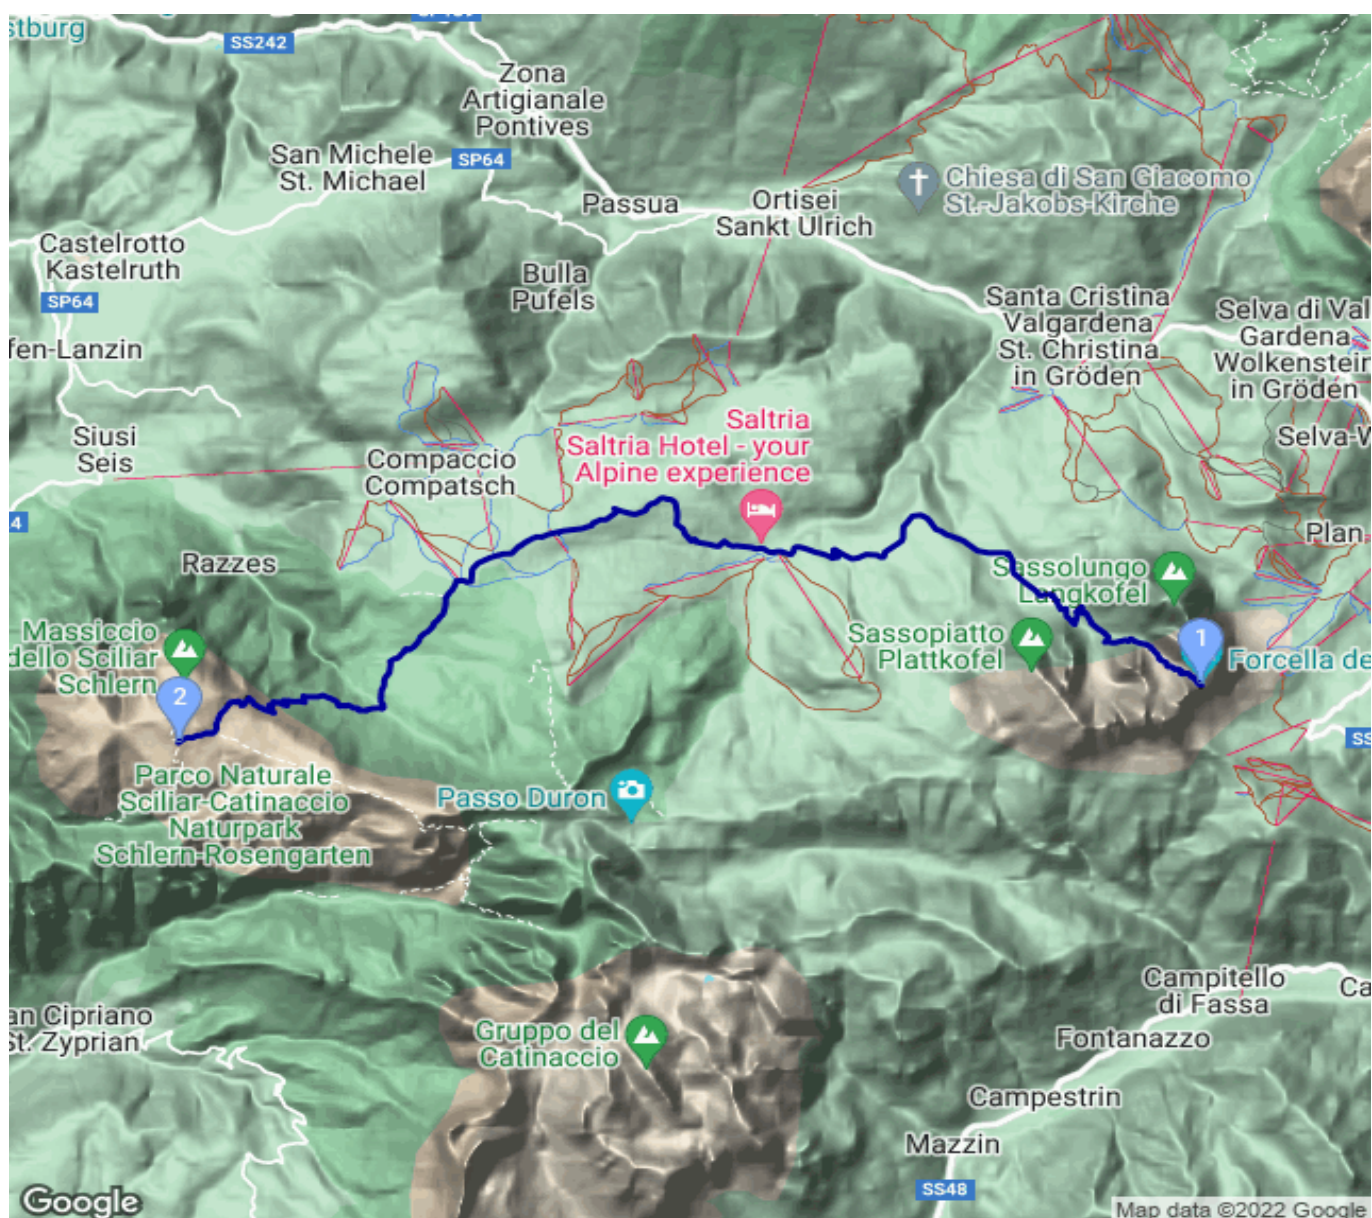 stburg
SS242
Zona
Artigianale
Pontives
San Michele
St. Michael
SP64
Passua
Ortisei
Sankt Ulrich
Chiesa di San Giacomo
St.-Jakobs-Kirche
Castelrotto
Kastelruth
SP64
Bulla
Pufels
Santa Cristina
Valgardena
St. Christina
in Gröden
Selva di Val
Gardena
Wolkenstein
in Gröden
fen-Lanzin
Siusi
Seis
Compaccio
Compatsch
Saltria
Saltria Hotel - your
Alpine experience
Selva-W
4
Razzes
Plan
Sassolungo
Langkofel
Massiccio
dello Sciliar
Schlern
Sassopiatto
Plattkofel
1
Forcella de
2
SS
Parco Naturale
Sciliar-Catinaccio
Naturpark
Schlern-Rosengarten
Passo Duron
Campitello
di Fassa
Ca
an Cipriano
St. Zyprian
Gruppo del
Catinaccio
Fontanazzo
Campestrin
Mazzin
SS48
Google
Map data ©2022 Google